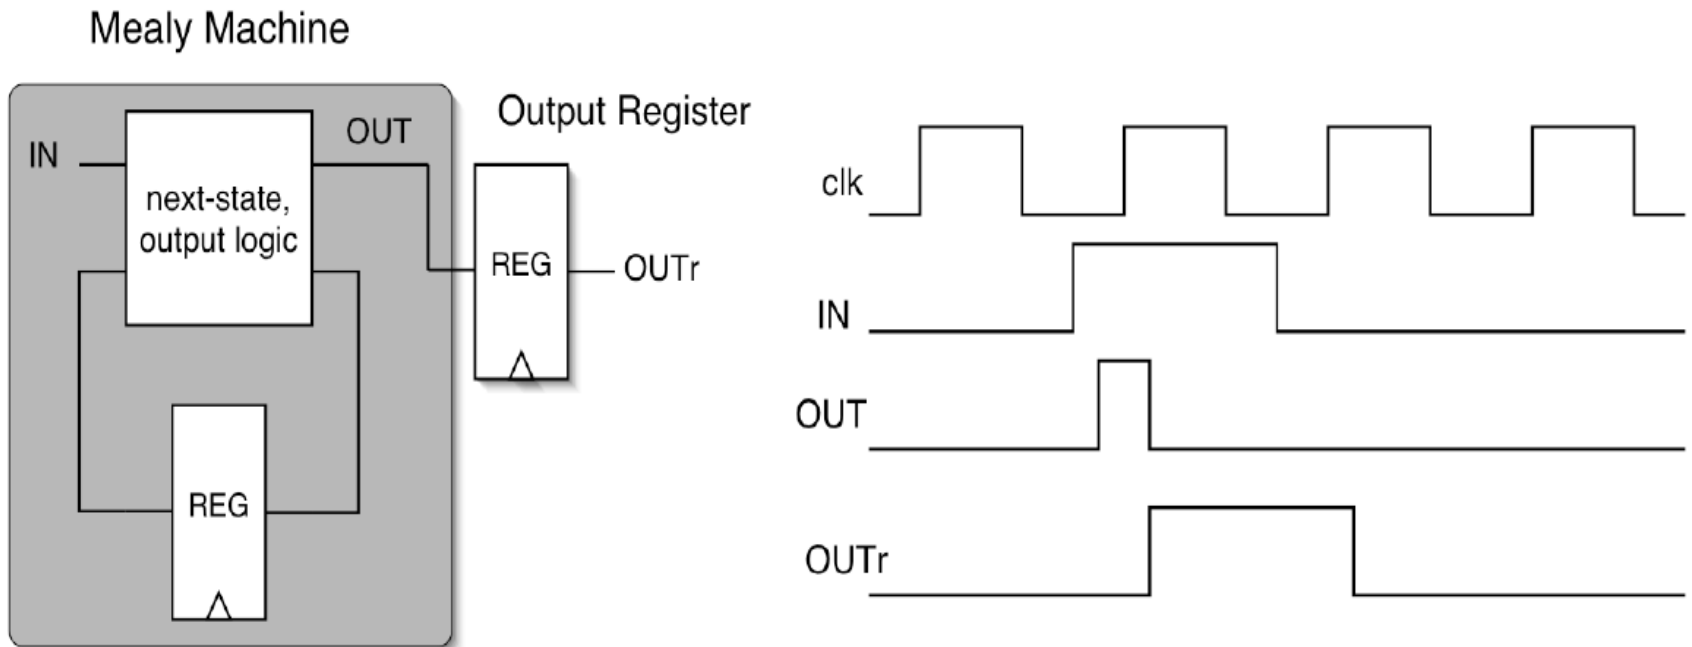 Mealy Machine
IN
OUT
next-state,
output logic
REG
Output Register
REG
OUTr
clk
IN
OUT
OUTr